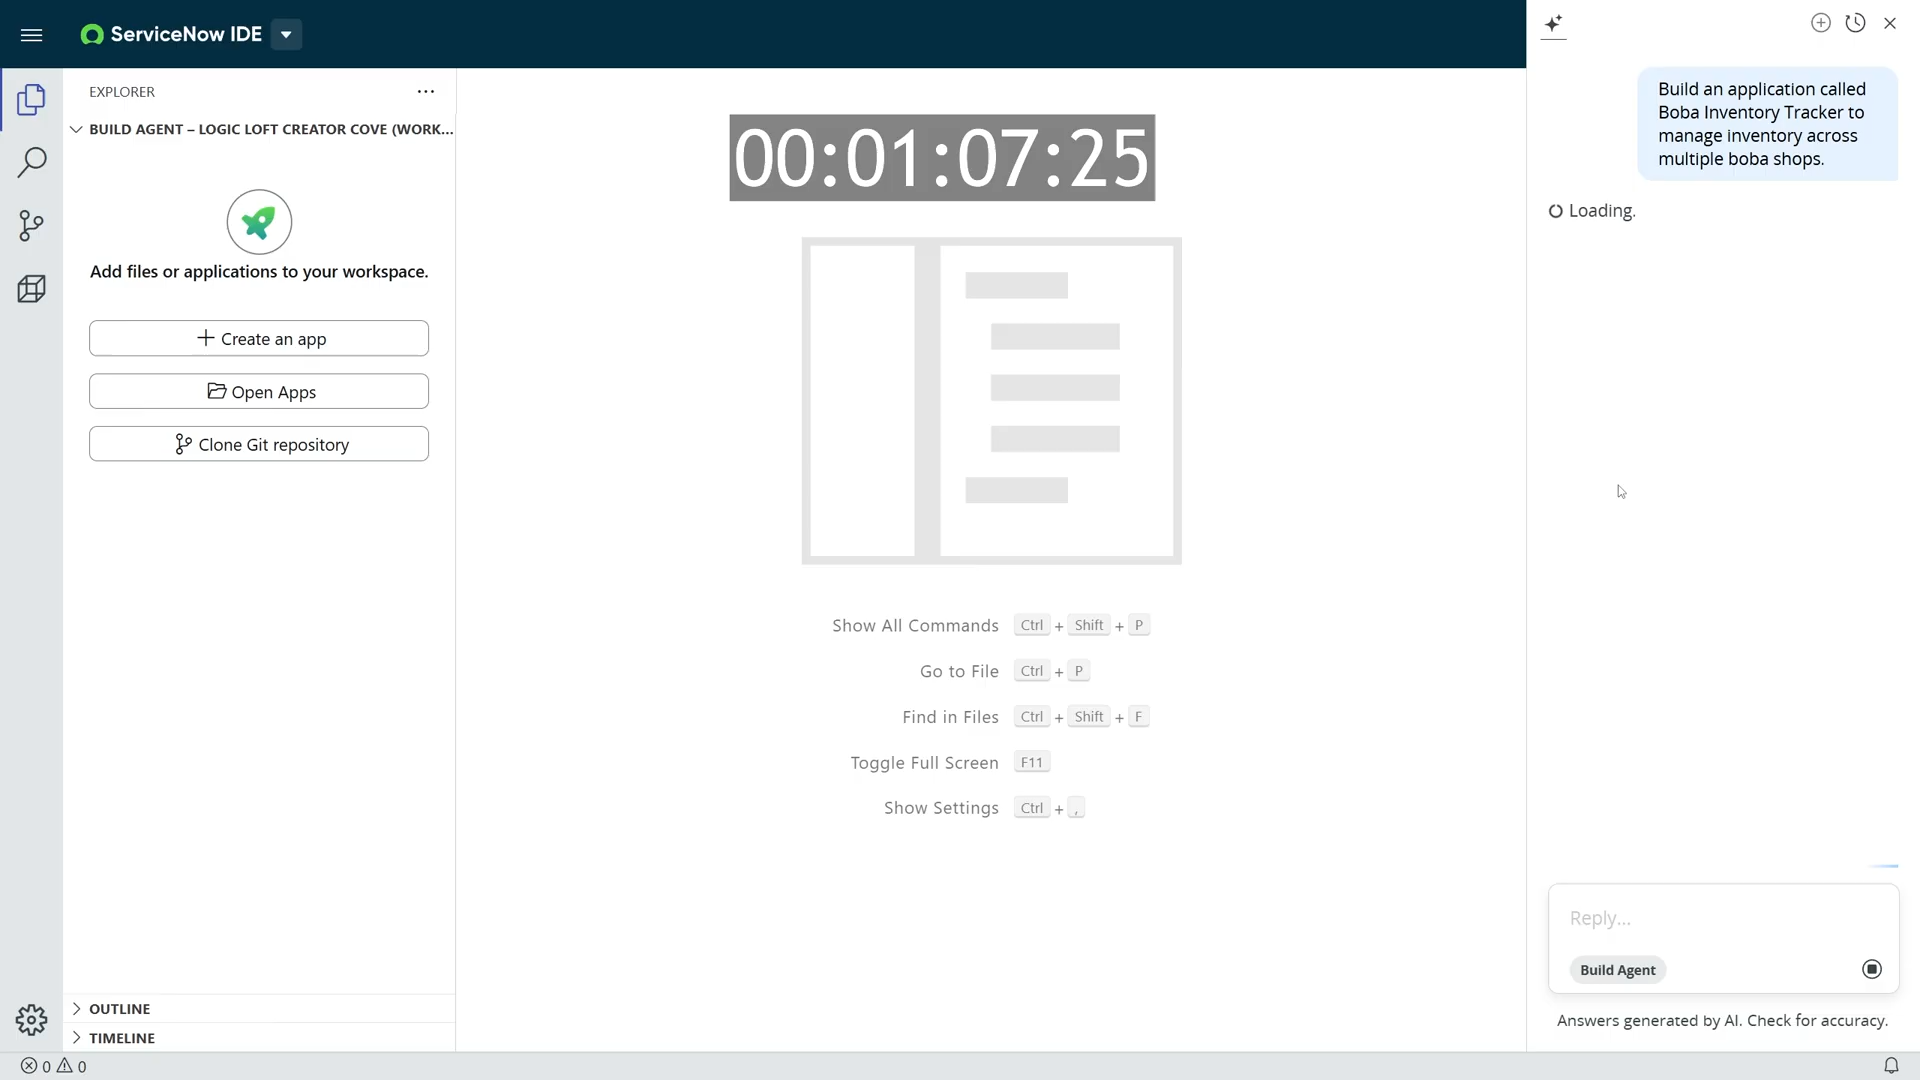 ServiceNow IDE
EXPLORER
BUILD AGENT – LOGIC LOFT CREATOR COVE (WORK...
Add files or applications to your workspace.
Create an app
Open Apps
Clone Git repository
OUTLINE
TIMELINE
0 0
00:01:07:25
Show All Commands Ctrl + Shift + P
Go to File Ctrl + P
Find in Files Ctrl + Shift + F
Toggle Full Screen F11
Show Settings Ctrl + ,
Build an application called
Boba Inventory Tracker to
manage inventory across
multiple boba shops.
Loading.
Reply...
Build Agent
Answers generated by AI. Check for accuracy.